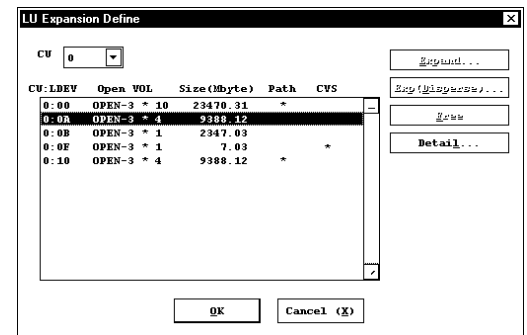 LU Expansion Define
CU 0
CU:LDEV Open VOL Size(Mbyte) Path CVS
0:00 OPEN-3 * 10 23470.31 *
0:0A OPEN-3 * 4 9388.12
0:0B OPEN-3 * 1 2347.03
0:0F OPEN-3 * 1 7.03 *
0:10 OPEN-3 * 4 9388.12 *
Expand...
Exp(Disperse)...
Free
Detail...
OK
Cancel (X)